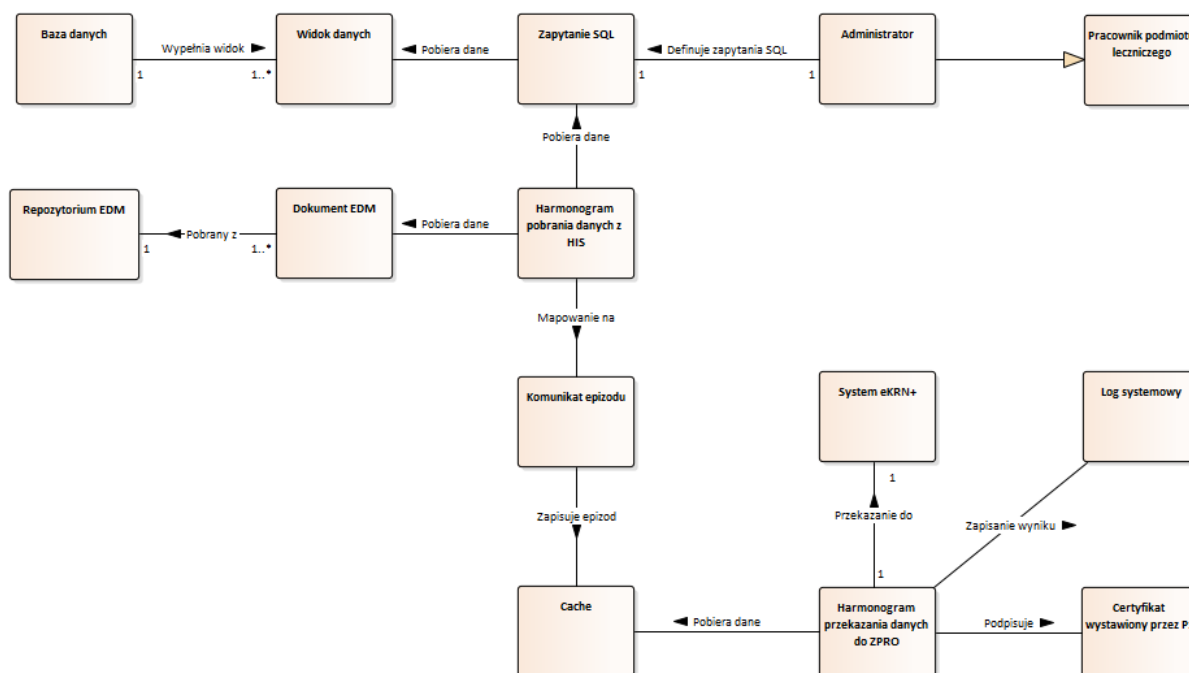 Baza danych
Wypełnia widok
1
1..*
Widok danych
Pobiera dane
Zapytanie SQL
Definuje zapytania SQL
1
1
Administrator
Pracownik podmiotu
leczniczego
Pobiera dane
Repozytorium EDM
Pobrany z
1
1..*
Dokument EDM
Pobiera dane
Harmonogram
pobrania danych z
HIS
Mapowanie na
Komunikat epizodu
System eKRN+
Log systemowy
1
Zapisuje epizod
Przekazanie do
Zapisanie wyniku
1
Cache
Pobiera dane
Harmonogram
przekazania danych
do ZPRO
Podpisuje
Certyfikat
wystawiony przez P